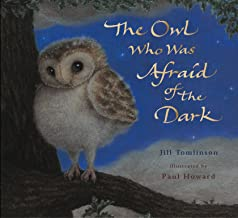 The Owl
Who Was
Afraid
of the
Dark
Jill Tomlinson
illustrated by
Paul Howard